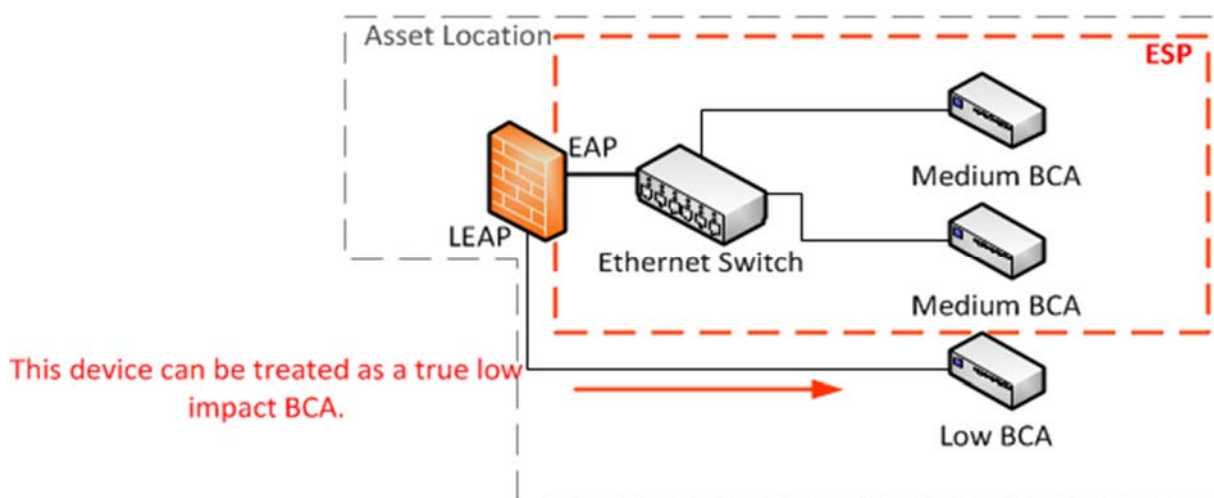 Asset Location
ESP
EAP
Medium BCA
LEAP
Ethernet Switch
Medium BCA
This device can be treated as a true low
impact BCA.
Low BCA